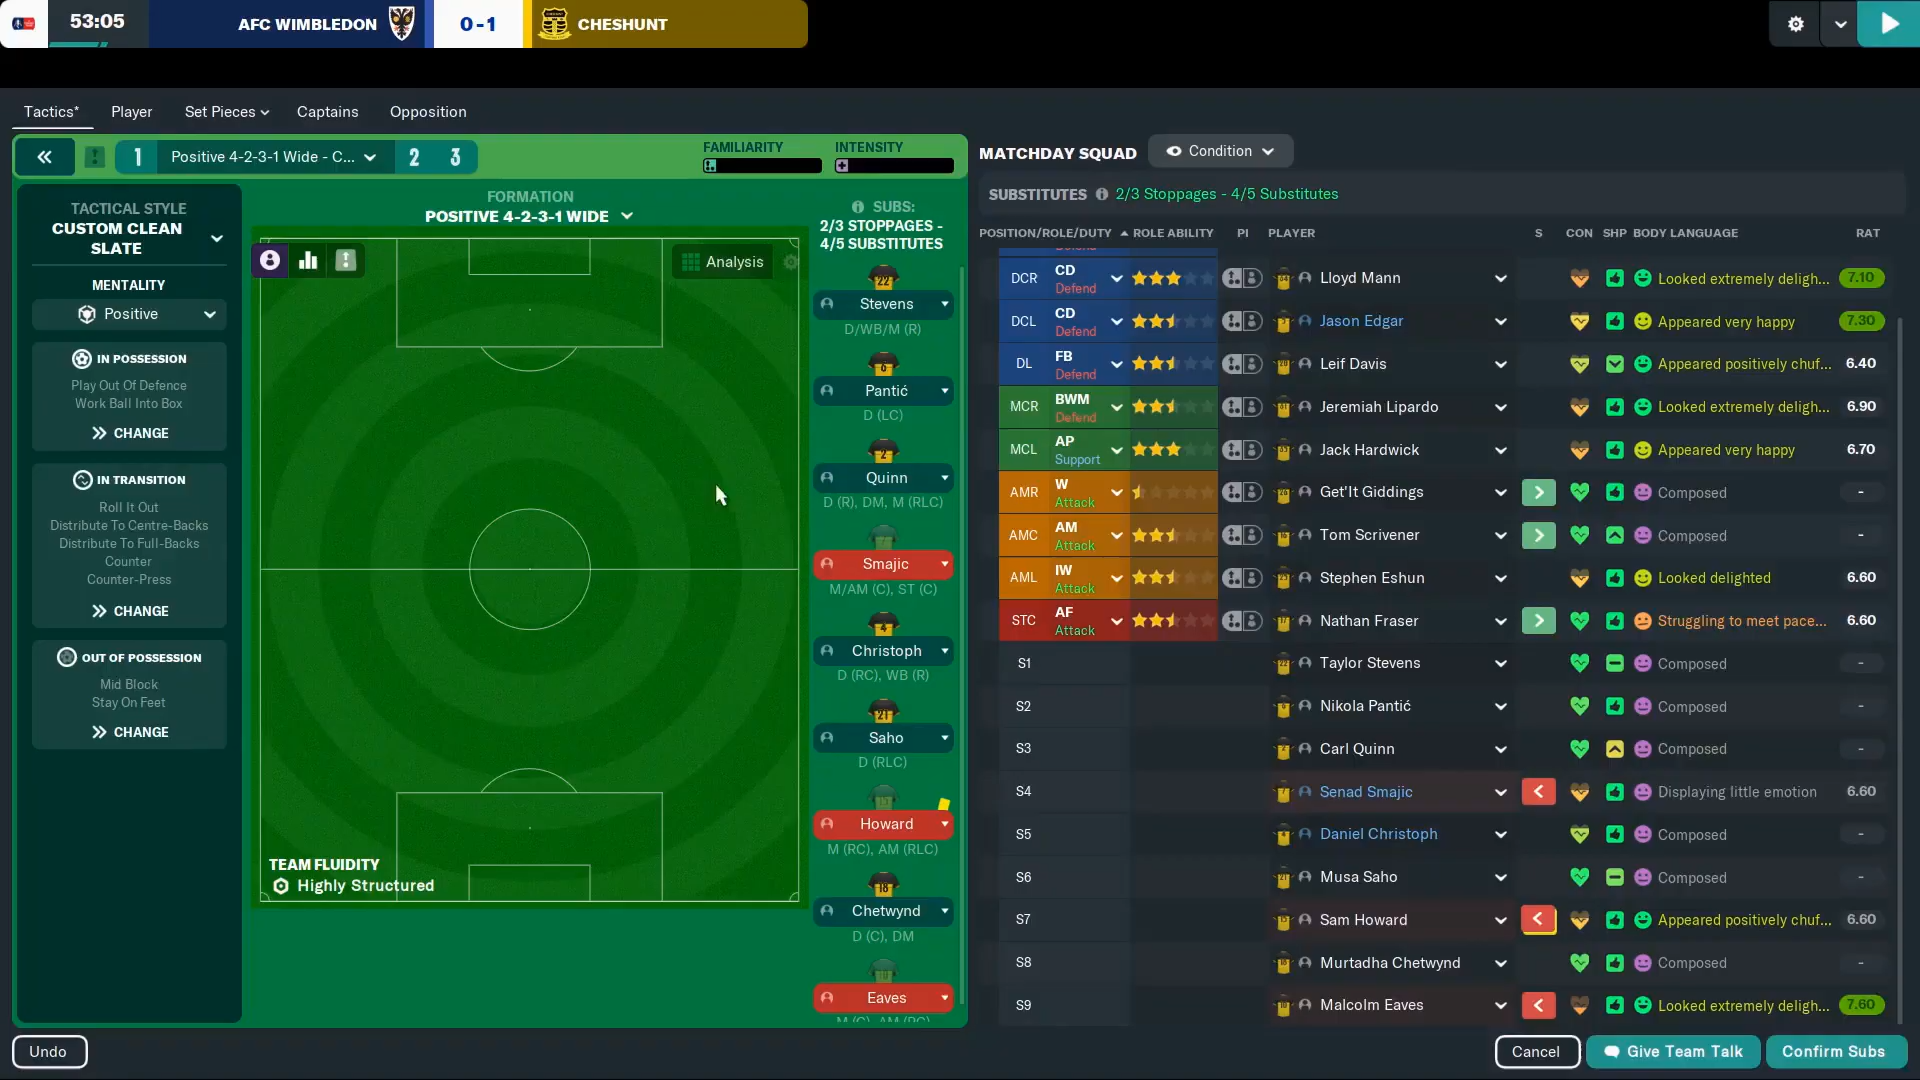 53:05
AFC WIMBLEDON
0 - 1
CHESHUNT
Tactics*
Player
Set Pieces
Captains
Opposition
1
Positive 4-2-3-1 Wide - C...
2
3
FAMILIARITY
INTENSITY
TACTICAL STYLE
CUSTOM CLEAN
SLATE
MENTALITY
Positive
IN POSSESSION
Play Out Of Defence
Work Ball Into Box
CHANGE
IN TRANSITION
Roll It Out
Distribute To Centre-Backs
Distribute To Full-Backs
Counter
Counter-Press
CHANGE
OUT OF POSSESSION
Mid Block
Stay On Feet
CHANGE
FORMATION
POSITIVE 4-2-3-1 WIDE
Analysis
TEAM FLUIDITY
Highly Structured
SUBS:
2/3 STOPPAGES -
4/5 SUBSTITUTES
22
Stevens
D/WB/M (R)
6
Pantić
D (LC)
2
Quinn
D (R), DM, M (RLC)
Smajic
M/AM (C), ST (C)
4
Christoph
D (RC), WB (R)
21
Saho
D (RLC)
Howard
M (RC), AM (RLC)
18
Chetwynd
D (C), DM
Eaves
M (C), AM (RC)
MATCHDAY SQUAD
Condition
SUBSTITUTES 2/3 Stoppages - 4/5 Substitutes
POSITION/ROLE/DUTY ROLE ABILITY PI PLAYER S CON SHP BODY LANGUAGE RAT
Defend
DCR CD Defend Lloyd Mann Looked extremely deligh... 7.10
DCL CD Defend Jason Edgar Appeared very happy 7.30
DL FB Defend Leif Davis Appeared positively chuf... 6.40
MCR BWM Defend Jeremiah Lipardo Looked extremely deligh... 6.90
MCL AP Support Jack Hardwick Appeared very happy 6.70
AMR W Attack Get'It Giddings Composed -
AMC AM Attack Tom Scrivener Composed -
AML IW Attack Stephen Eshun Looked delighted 6.60
STC AF Attack Nathan Fraser Struggling to meet pace... 6.60
S1 Taylor Stevens Composed -
S2 Nikola Pantić Composed -
S3 Carl Quinn Composed -
S4 Senad Smajic Displaying little emotion 6.60
S5 Daniel Christoph Composed -
S6 Musa Saho Composed -
S7 Sam Howard Appeared positively chuf... 6.60
S8 Murtadha Chetwynd Composed -
S9 Malcolm Eaves Looked extremely deligh... 7.60
Undo
Cancel
Give Team Talk
Confirm Subs